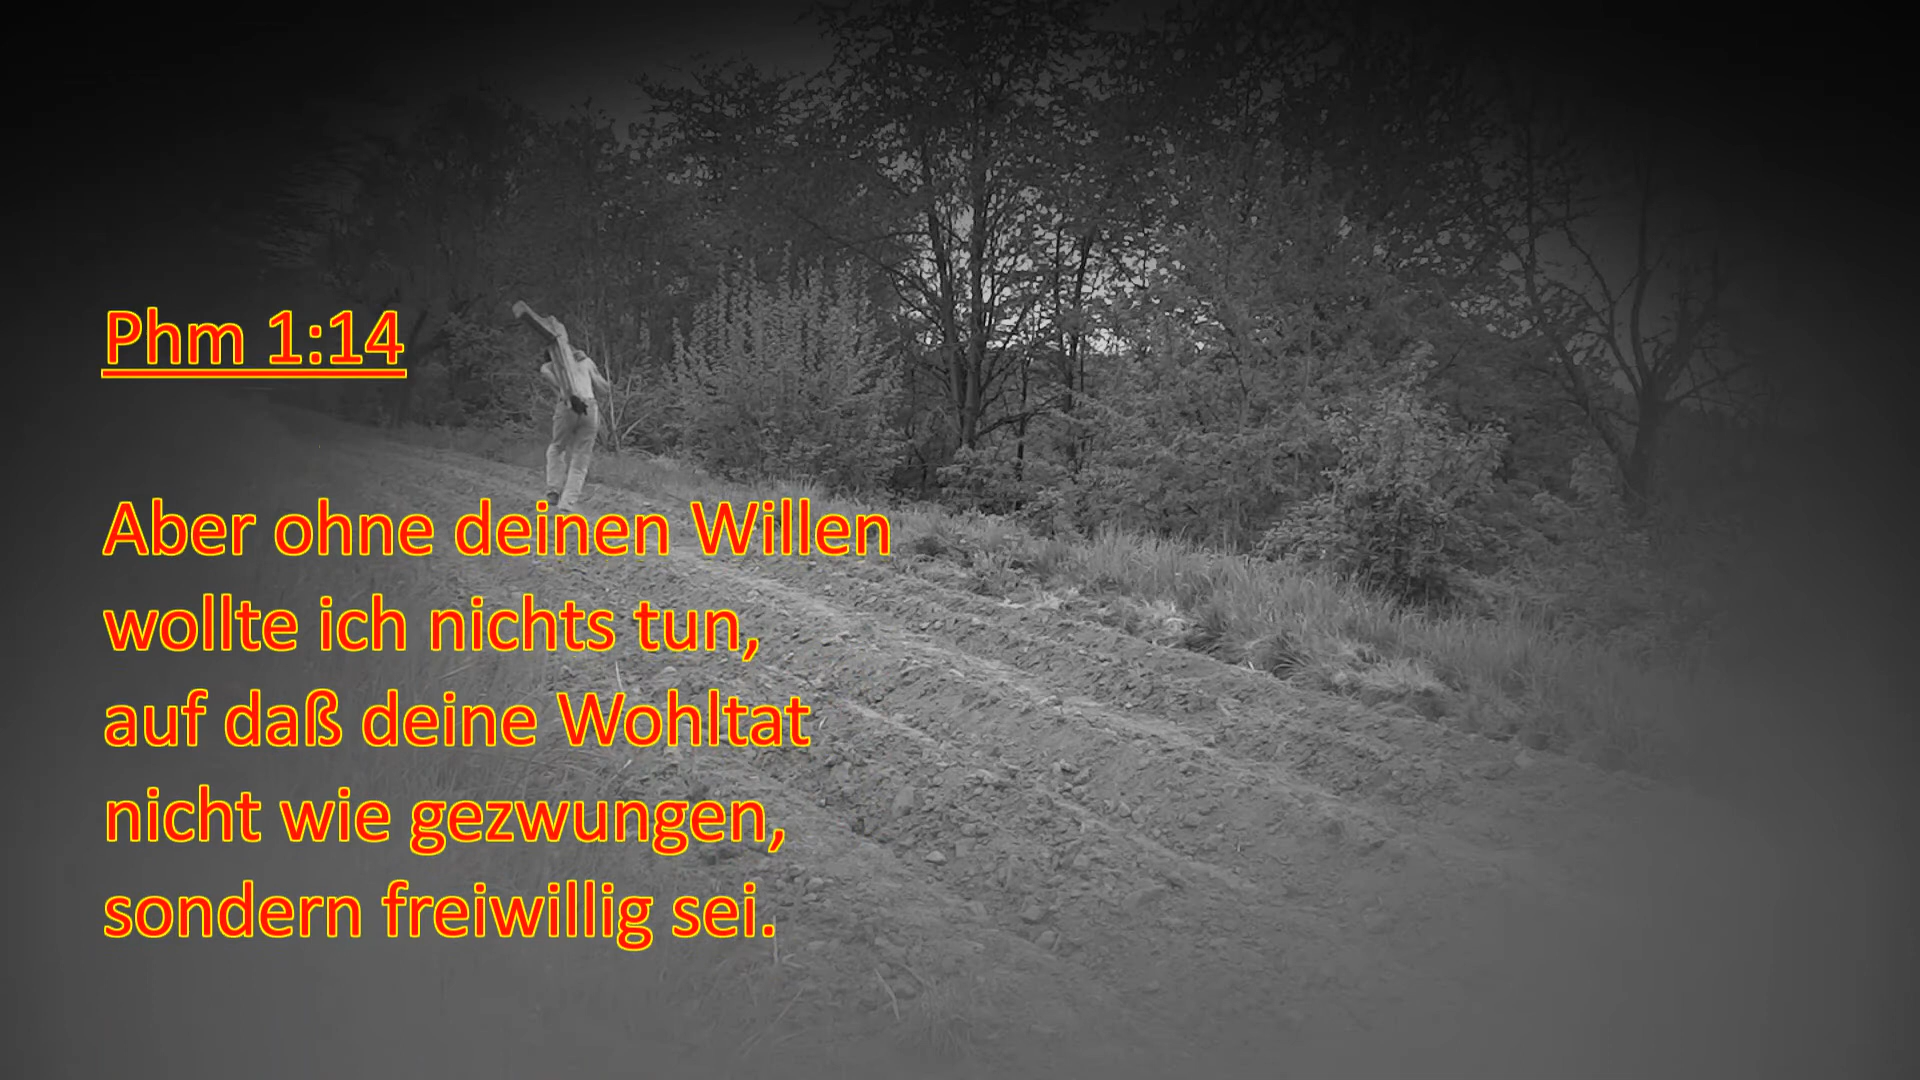 Phm 1:14
Aber ohne deinen Willen
wollte ich nichts tun,
auf daß deine Wohltat
nicht wie gezwungen,
sondern freiwillig sei.